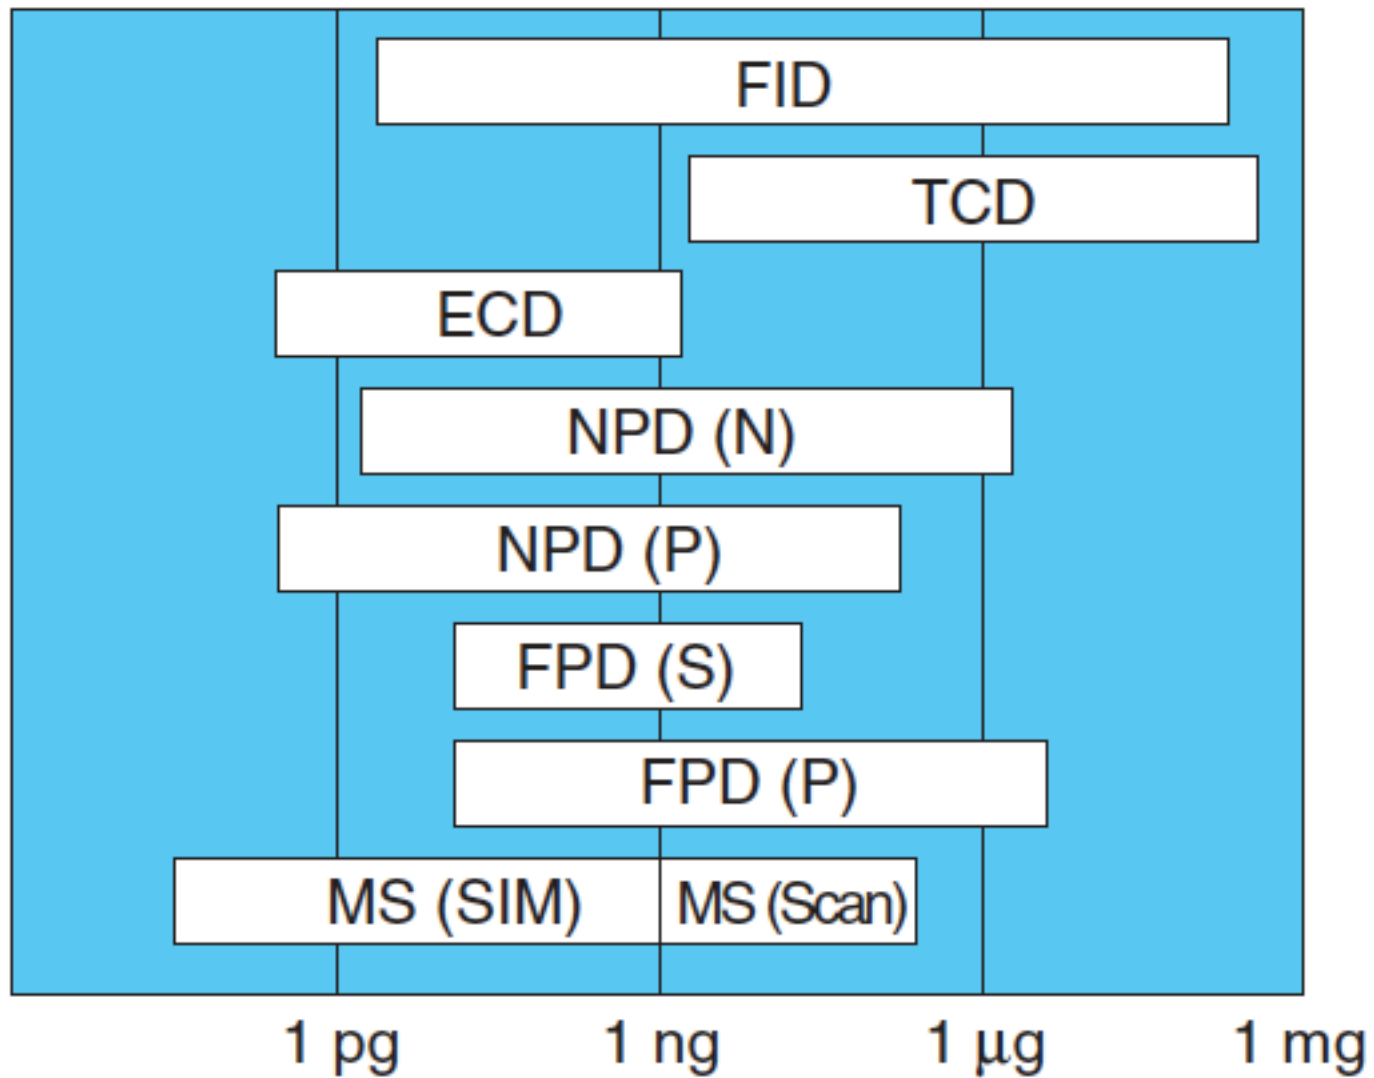 FID
TCD
ECD
NPD (N)
NPD (P)
FPD (S)
FPD (P)
MS (SIM) MS (Scan)
1 pg 1 ng 1 μg 1 mg